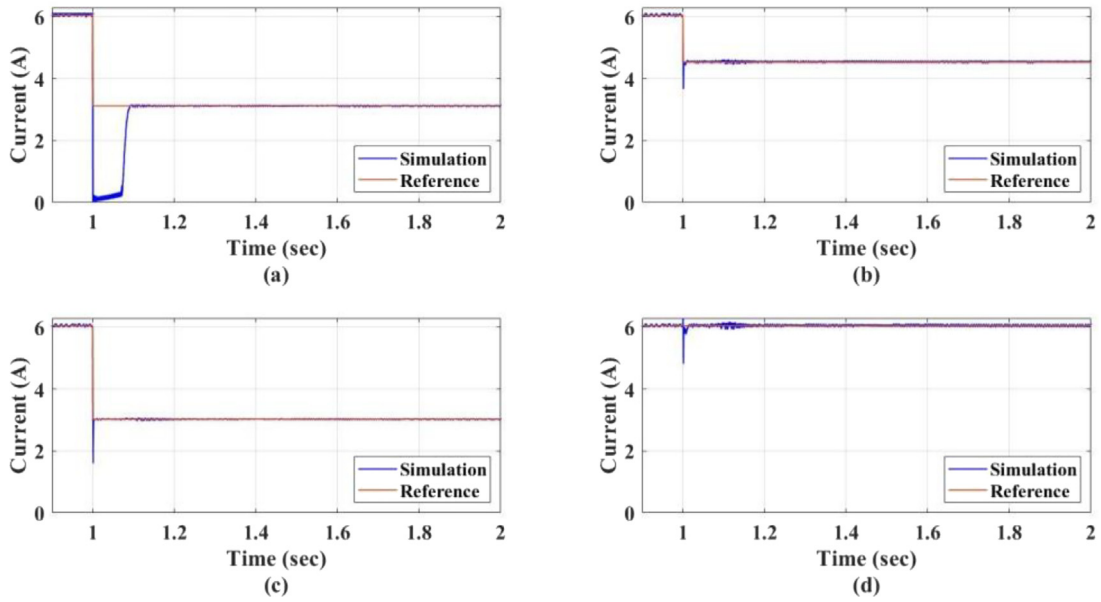 Current (A)
6
4
2
0
Simulation
Reference
1
1.2
1.4
1.6
1.8
2
Time (sec)
(a)
Current (A)
6
4
2
0
Simulation
Reference
1
1.2
1.4
1.6
1.8
2
Time (sec)
(b)
Current (A)
6
4
2
0
Simulation
Reference
1
1.2
1.4
1.6
1.8
2
Time (sec)
(c)
Current (A)
6
4
2
0
Simulation
Reference
1
1.2
1.4
1.6
1.8
2
Time (sec)
(d)